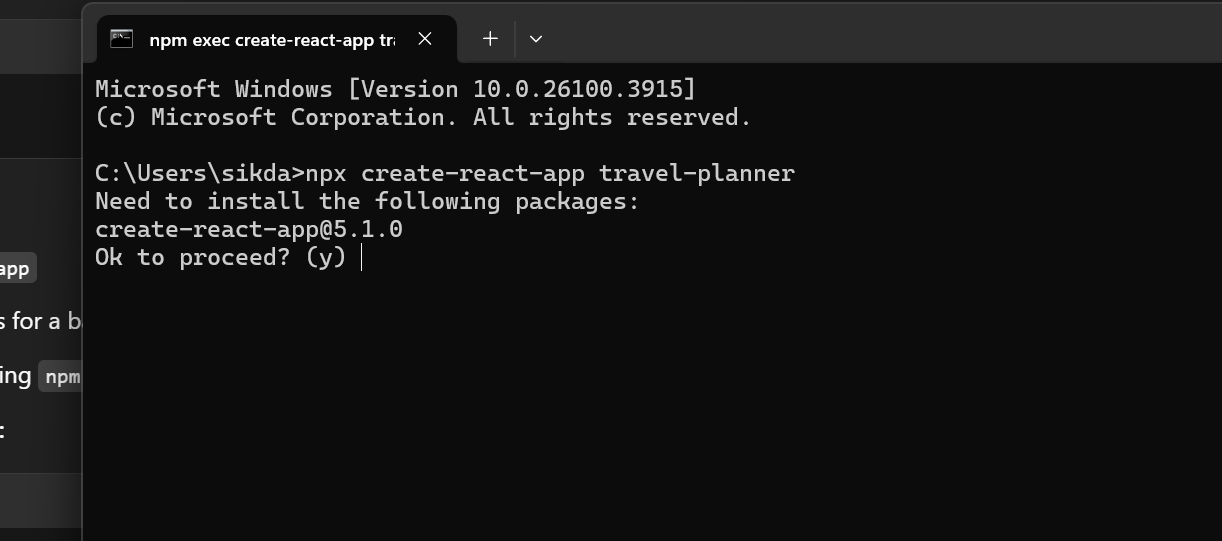 npm exec create-react-app tra
Microsoft Windows [Version 10.0.26100.3915]
(c) Microsoft Corporation. All rights reserved.
C:\Users\sikda>npx create-react-app travel-planner
Need to install the following packages:
create-react-app@5.1.0
Ok to proceed? (y)
app
s for a b
ing npm
: